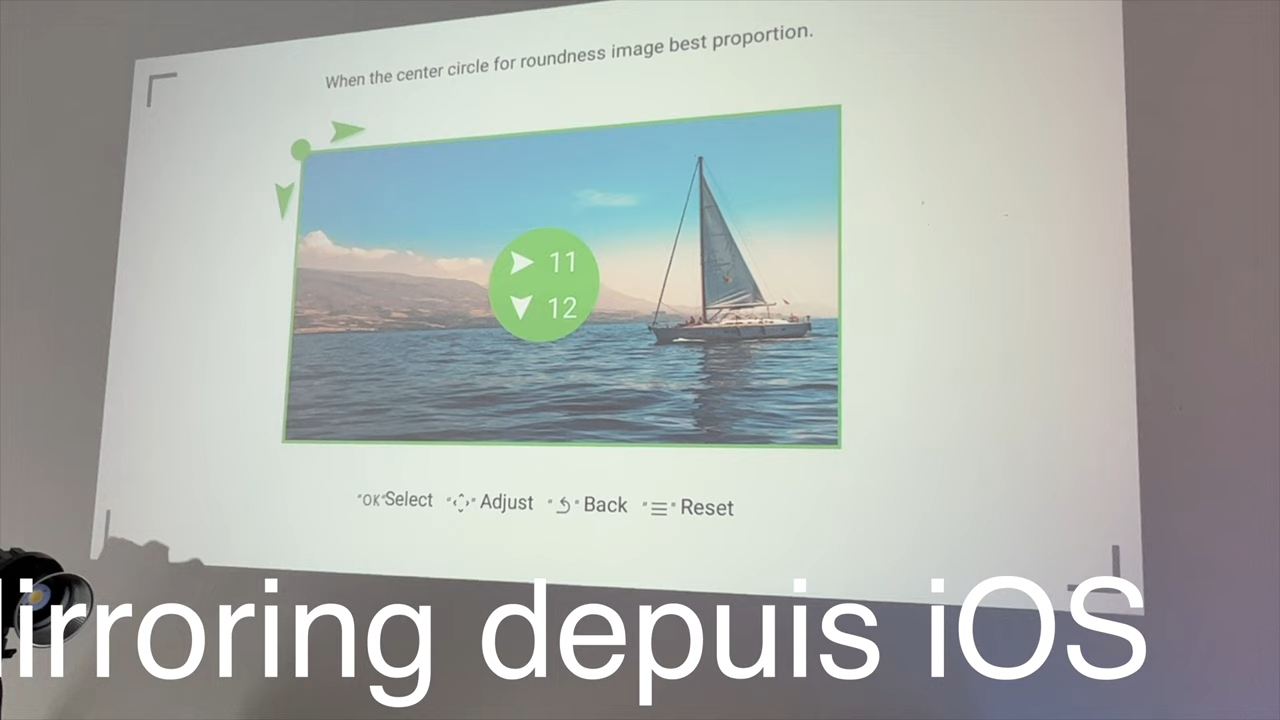 When the center circle for roundness image best proportion.
11
12
"OK"Select " " Adjust " " Back " " Reset
irroring depuis iOS